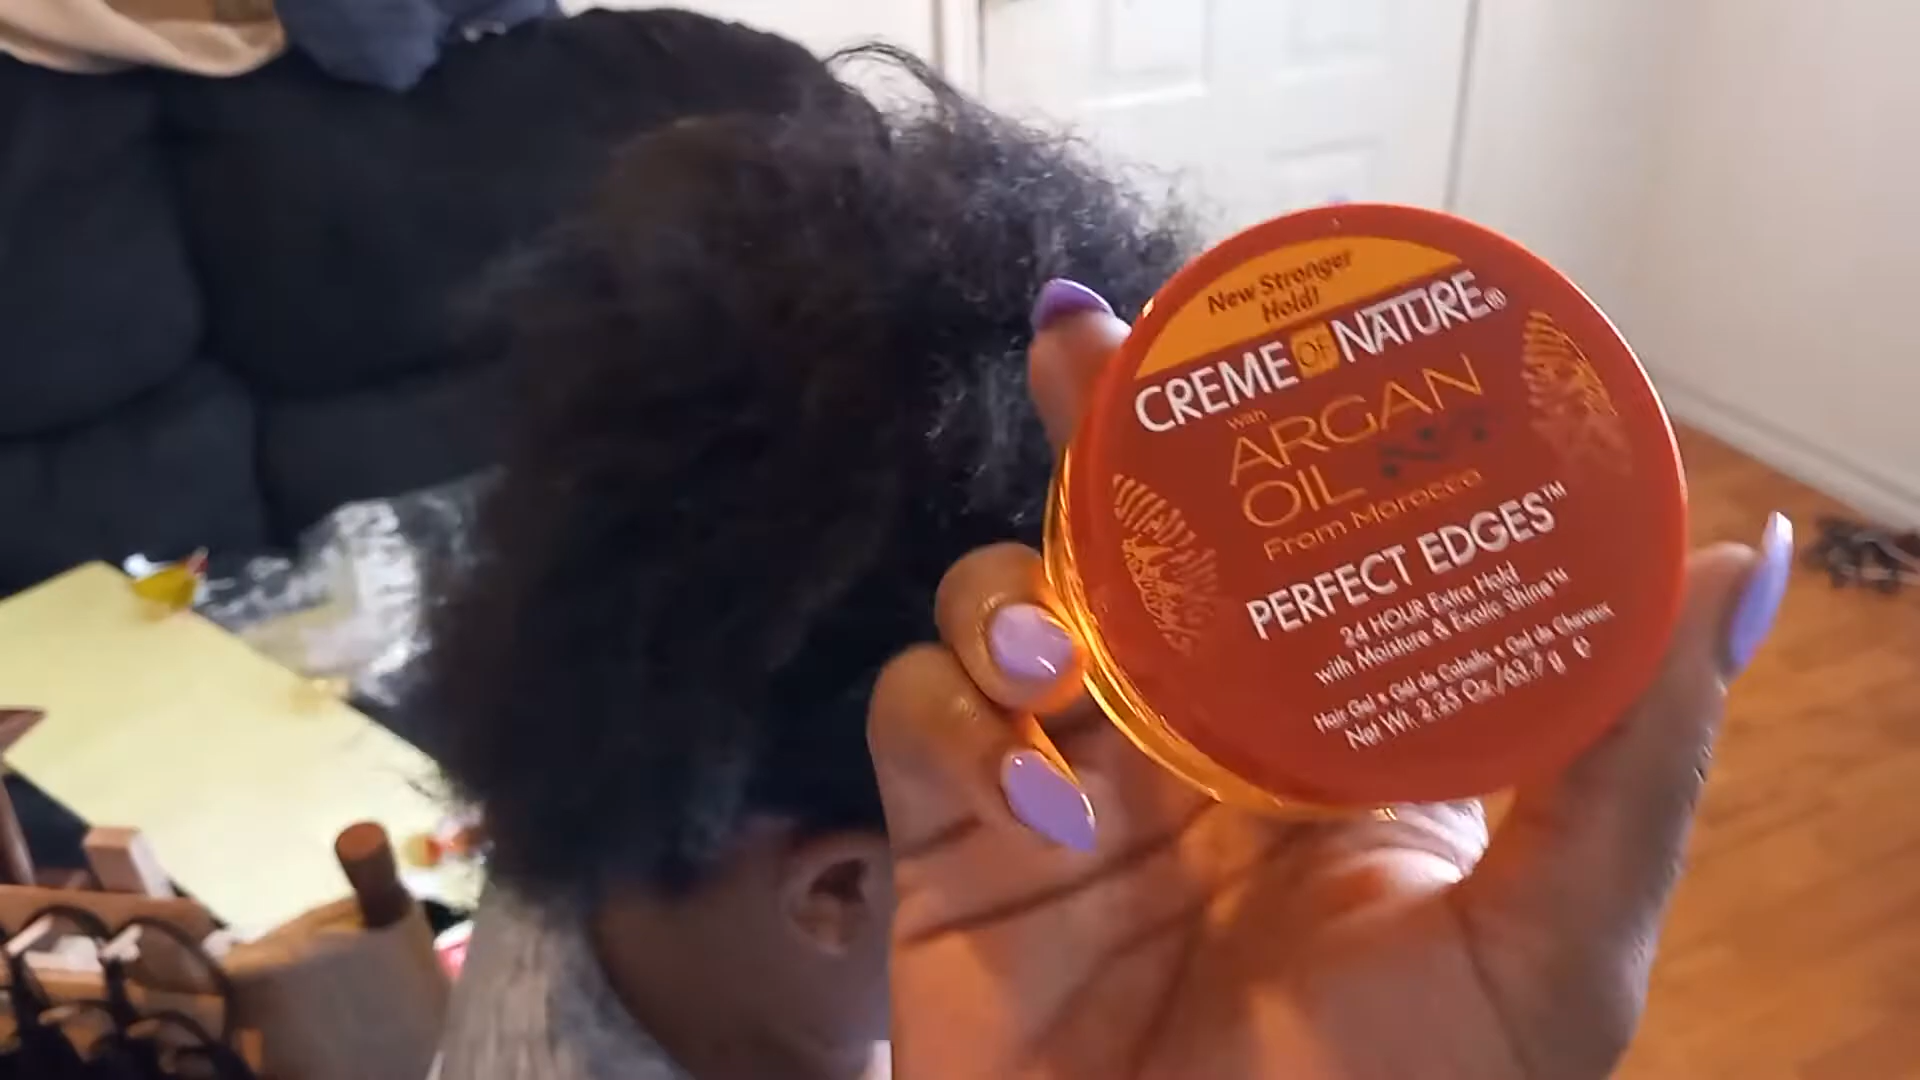 New Stronger
Hold!
CREME OF NATURE®
with
ARGAN
OIL
From Morocco
PERFECT EDGES™
24 HOUR Extra Hold
with Moisture & Exotic Shine™
Hair Gel • Gel de Cabello • Gel de Cheveux
Net Wt. 2.25 Oz./63.7 g e